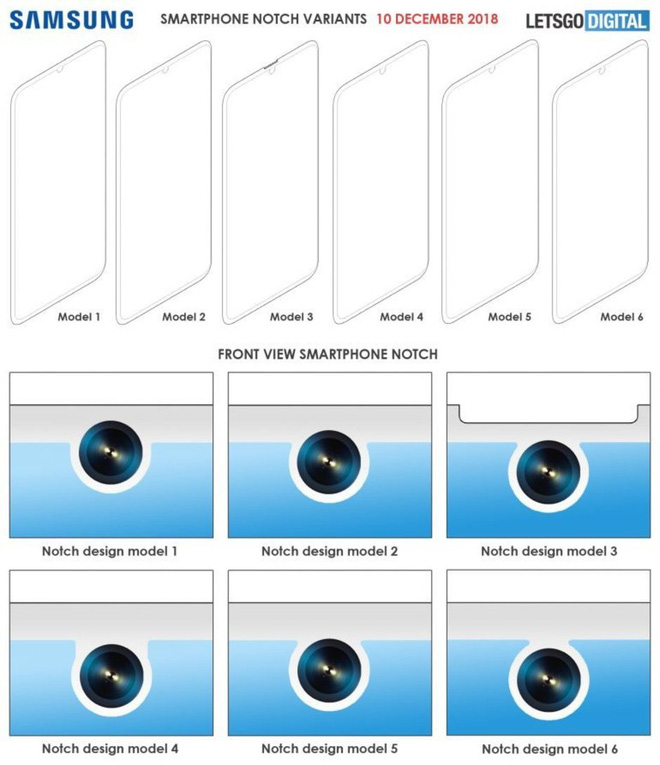 SAMSUNG SMARTPHONE NOTCH VARIANTS 10 DECEMBER 2018 LETSGODIGITAL
Model 1 Model 2 Model 3 Model 4 Model 5 Model 6
FRONT VIEW SMARTPHONE NOTCH
Notch design model 1 Notch design model 2 Notch design model 3
Notch design model 4 Notch design model 5 Notch design model 6